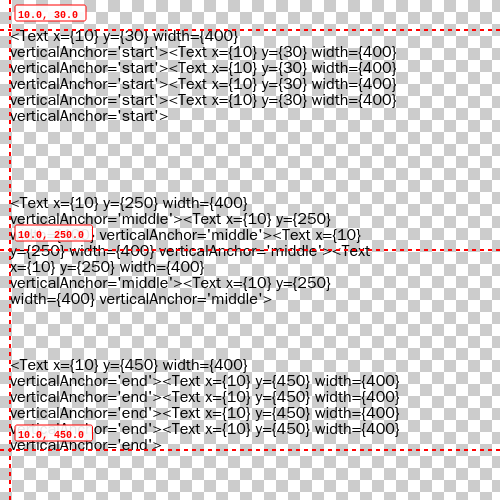 10.0, 30.0
<Text x={10} y={30} width={400}
verticalAnchor='start'><Text x={10} y={30} width={400}
verticalAnchor='start'><Text x={10} y={30} width={400}
verticalAnchor='start'><Text x={10} y={30} width={400}
verticalAnchor='start'><Text x={10} y={30} width={400}
verticalAnchor='start'>
<Text x={10} y={250} width={400}
verticalAnchor='middle'><Text x={10} y={250}
10.0, 250.0
verticalAnchor='middle'><Text x={10}
y={250} width={400} verticalAnchor='middle'><Text
x={10} y={250} width={400}
verticalAnchor='middle'><Text x={10} y={250}
width={400} verticalAnchor='middle'>
<Text x={10} y={450} width={400}
verticalAnchor='end'><Text x={10} y={450} width={400}
verticalAnchor='end'><Text x={10} y={450} width={400}
verticalAnchor='end'><Text x={10} y={450} width={400}
verticalAnchor='end'><Text x={10} y={450} width={400}
10.0, 450.0
verticalAnchor='end'>